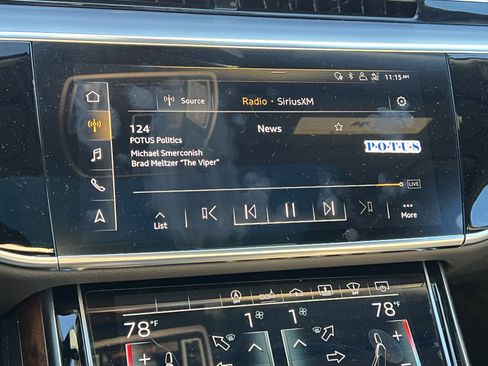 11:15 AM
Source
Radio · SiriusXM
124
News
POTUS Politics
P·O·T·U·S
Michael Smerconish
Brad Meltzer "The Viper"
LIVE
List
More
78°F
1
1
78°F